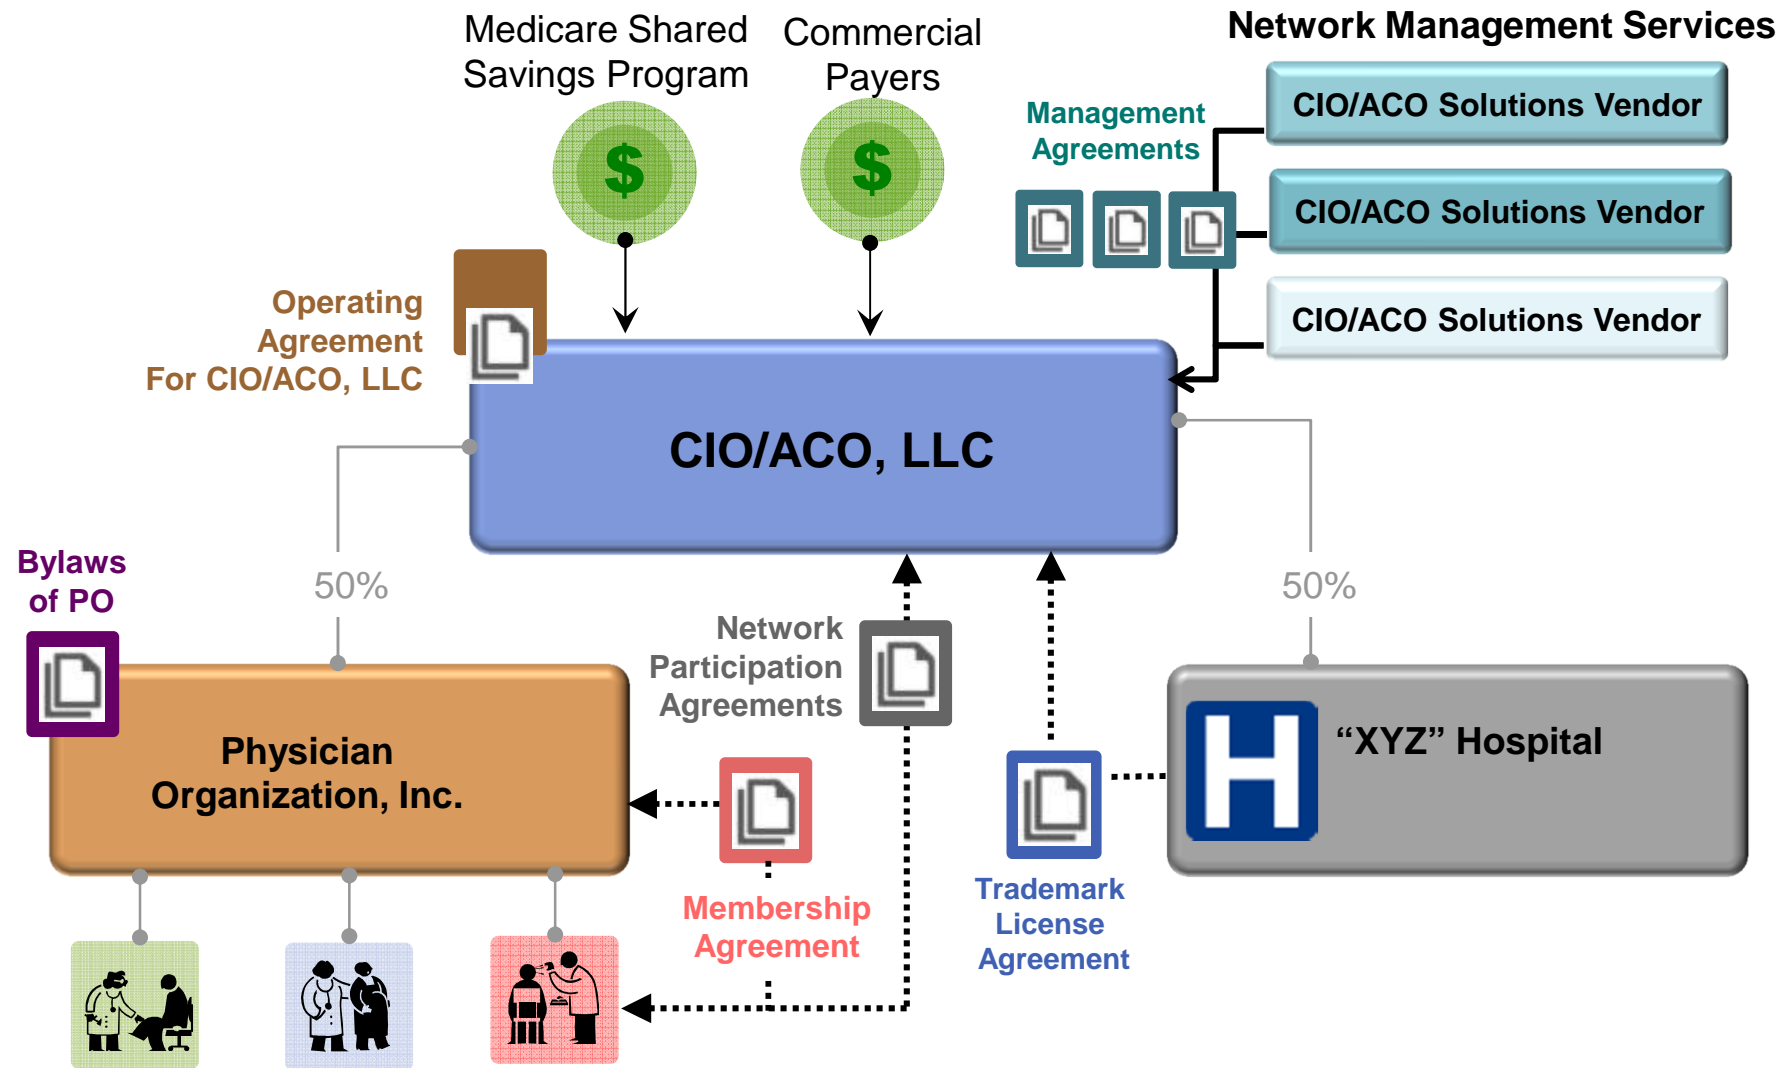 Medicare Shared
Savings Program
Commercial
Payers
Network Management Services
$
$
Management
Agreements
CIO/ACO Solutions Vendor
CIO/ACO Solutions Vendor
CIO/ACO Solutions Vendor
Operating
Agreement
For CIO/ACO, LLC
CIO/ACO, LLC
Bylaws
of PO
50%
50%
Network
Participation
Agreements
Physician
Organization, Inc.
H
“XYZ” Hospital
Membership
Agreement
Trademark
License
Agreement